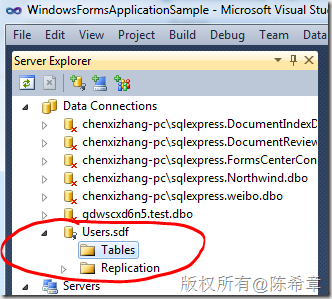 WindowsFormsApplicationSample - Microsoft Visual Stu
File Edit View Project Build Debug Team Data
Server Explorer
Data Connections
chenxizhang-pc\sqlexpress.DocumentIndexD
chenxizhang-pc\sqlexpress.DocumentReview
chenxizhang-pc\sqlexpress.FormsCenterCon
chenxizhang-pc\sqlexpress.Northwind.dbo
chenxizhang-pc\sqlexpress.weibo.dbo
gdwscxd6n5.test.dbo
Users.sdf
Tables
Replication
Servers
版权所有@陈希章